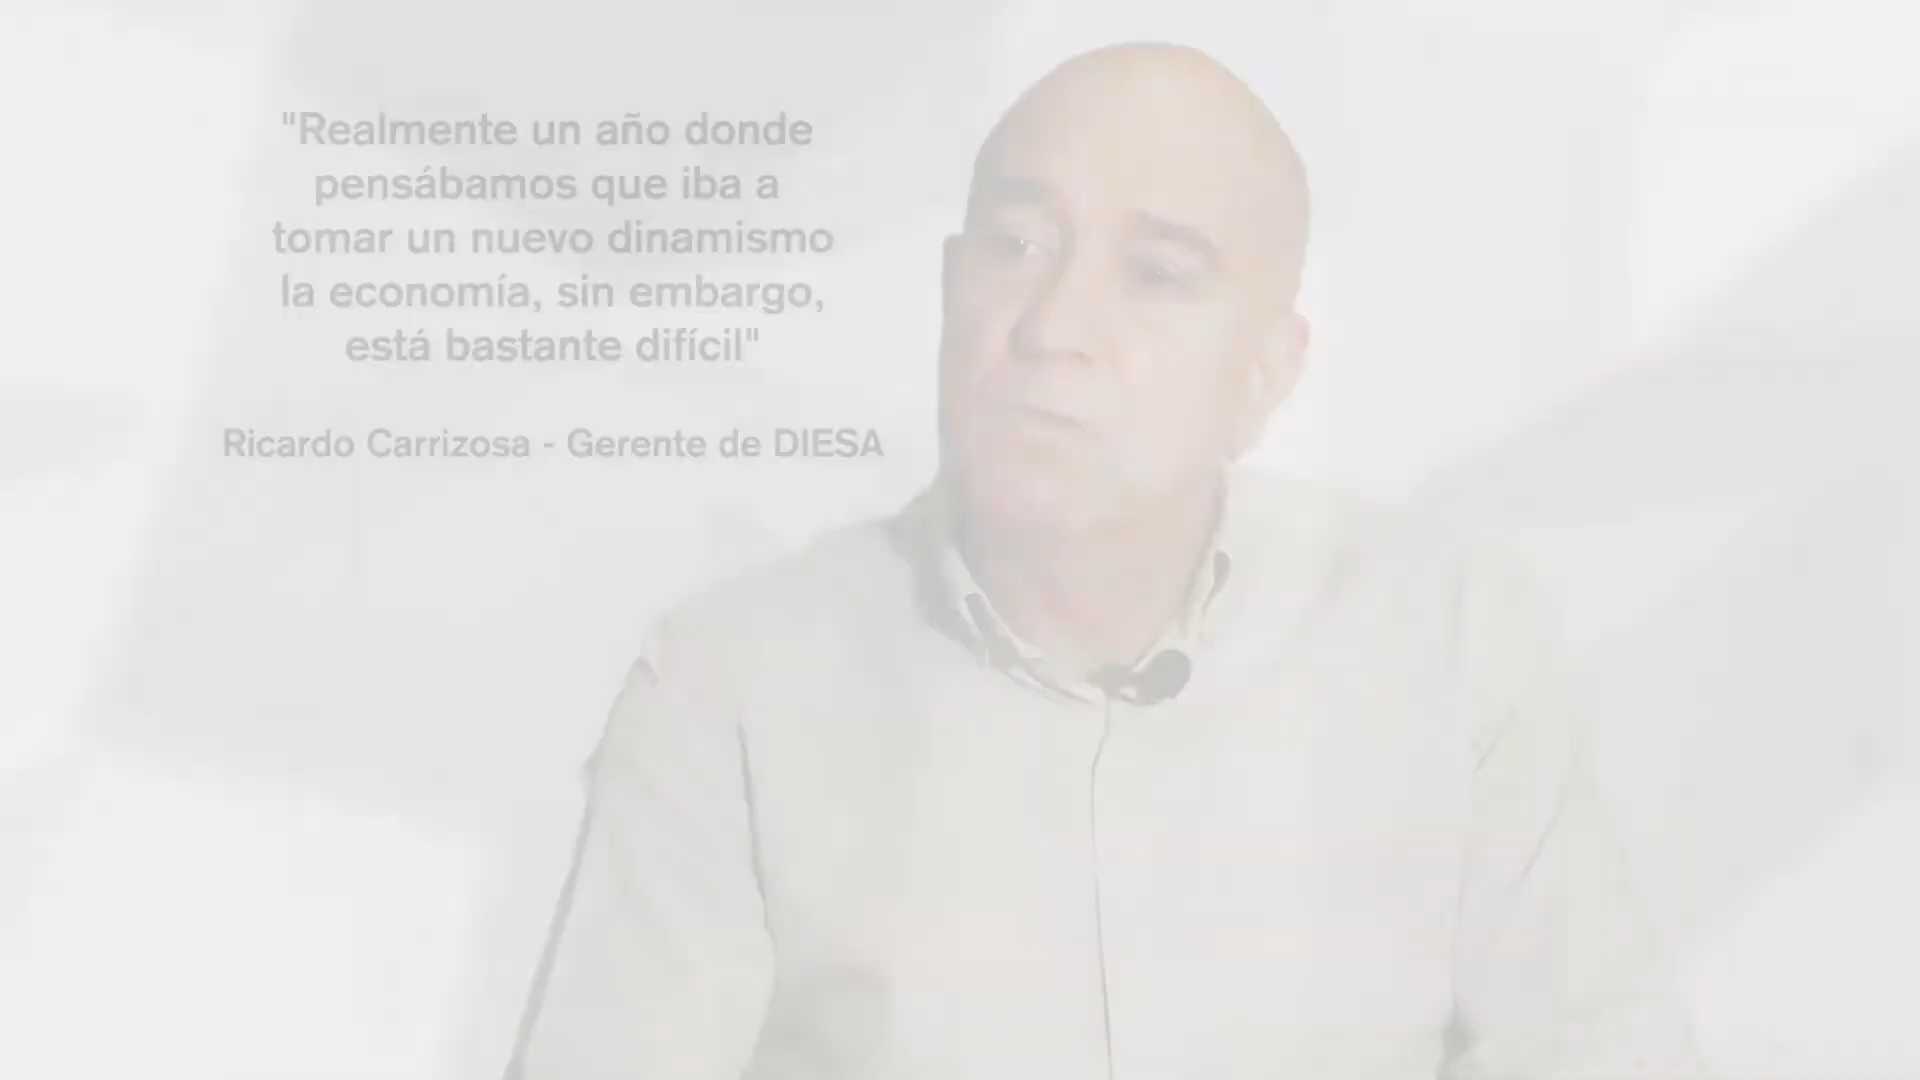 "Realmente un año donde
pensábamos que iba a
tomar un nuevo dinamismo
la economía, sin embargo,
está bastante difícil"
Ricardo Carrizosa - Gerente de DIESA